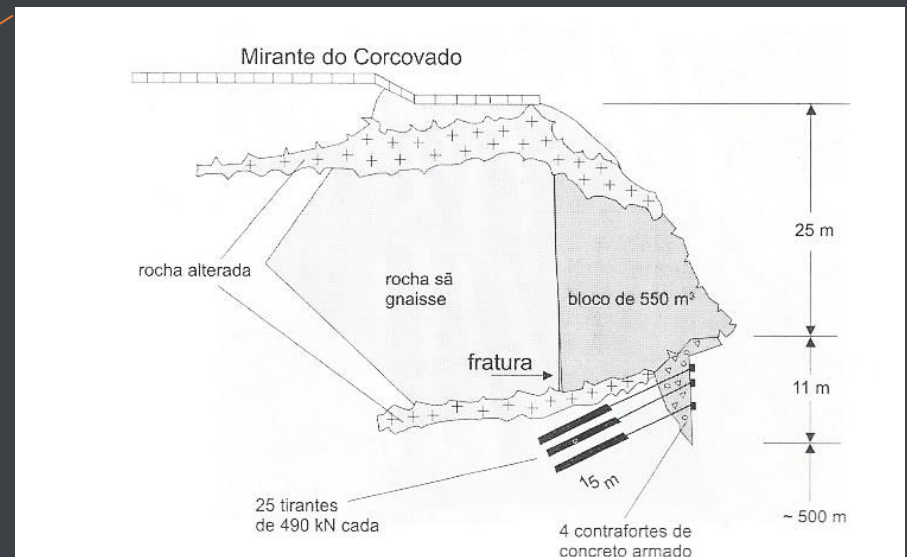 Mirante do Corcovado
25 m
rocha alterada
rocha sã
gnaisse
bloco de 550 m³
fratura
11 m
15 m
25 tirantes
de 490 kN cada
~ 500 m
4 contrafortes de
concreto armado